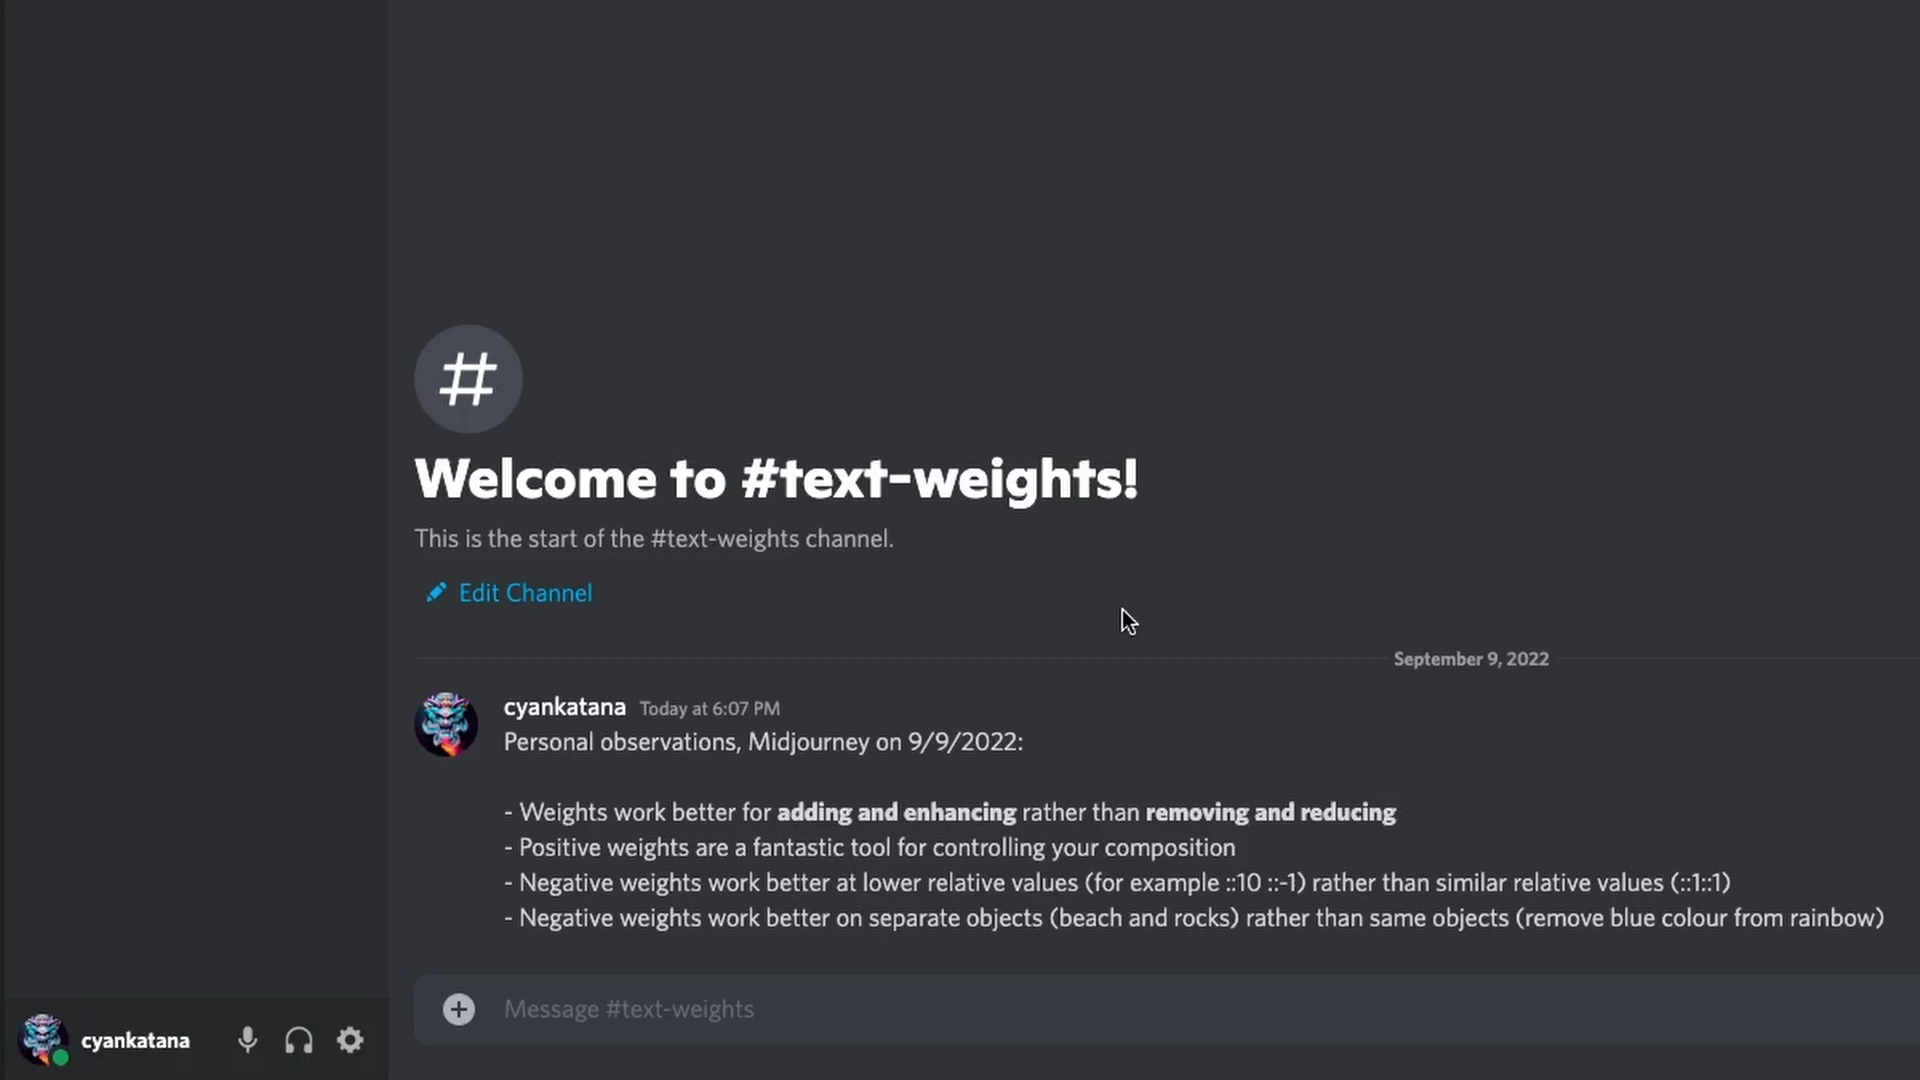 #
Welcome to #text-weights!
This is the start of the #text-weights channel.
Edit Channel
September 9, 2022
cyankatana Today at 6:07 PM
Personal observations, Midjourney on 9/9/2022:
- Weights work better for adding and enhancing rather than removing and reducing
- Positive weights are a fantastic tool for controlling your composition
- Negative weights work better at lower relative values (for example ::10 ::-1) rather than similar relative values (::1::1)
- Negative weights work better on separate objects (beach and rocks) rather than same objects (remove blue colour from rainbow)
Message #text-weights
cyankatana